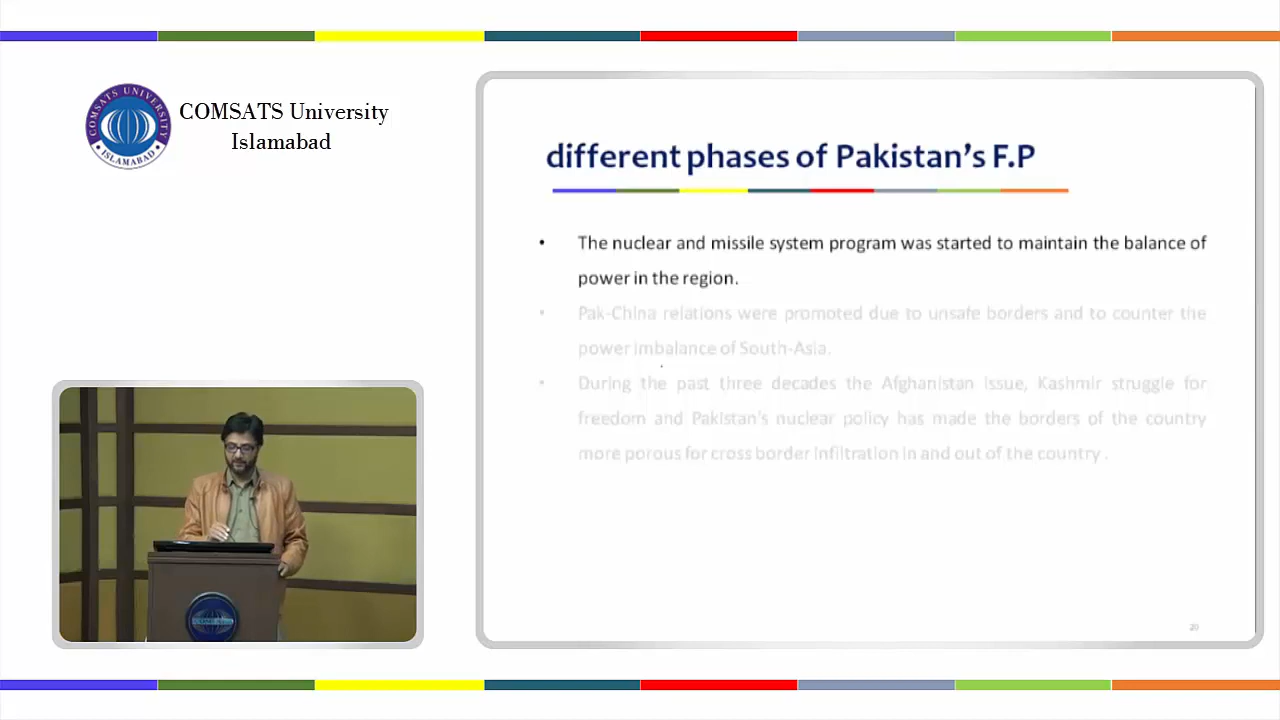 COMSATS University
Islamabad
COMSATS UNIVERSITY
ISLAMABAD
different phases of Pakistan's F.P
• The nuclear and missile system program was started to maintain the balance of
power in the region.
• Pak-China relations were promoted due to unsafe borders and to counter the
power imbalance of South-Asia.
• During the past three decades the Afghanistan issue, Kashmir struggle for
freedom and Pakistan's nuclear policy has made the borders of the country
more porous for cross border infiltration in and out of the country .
20